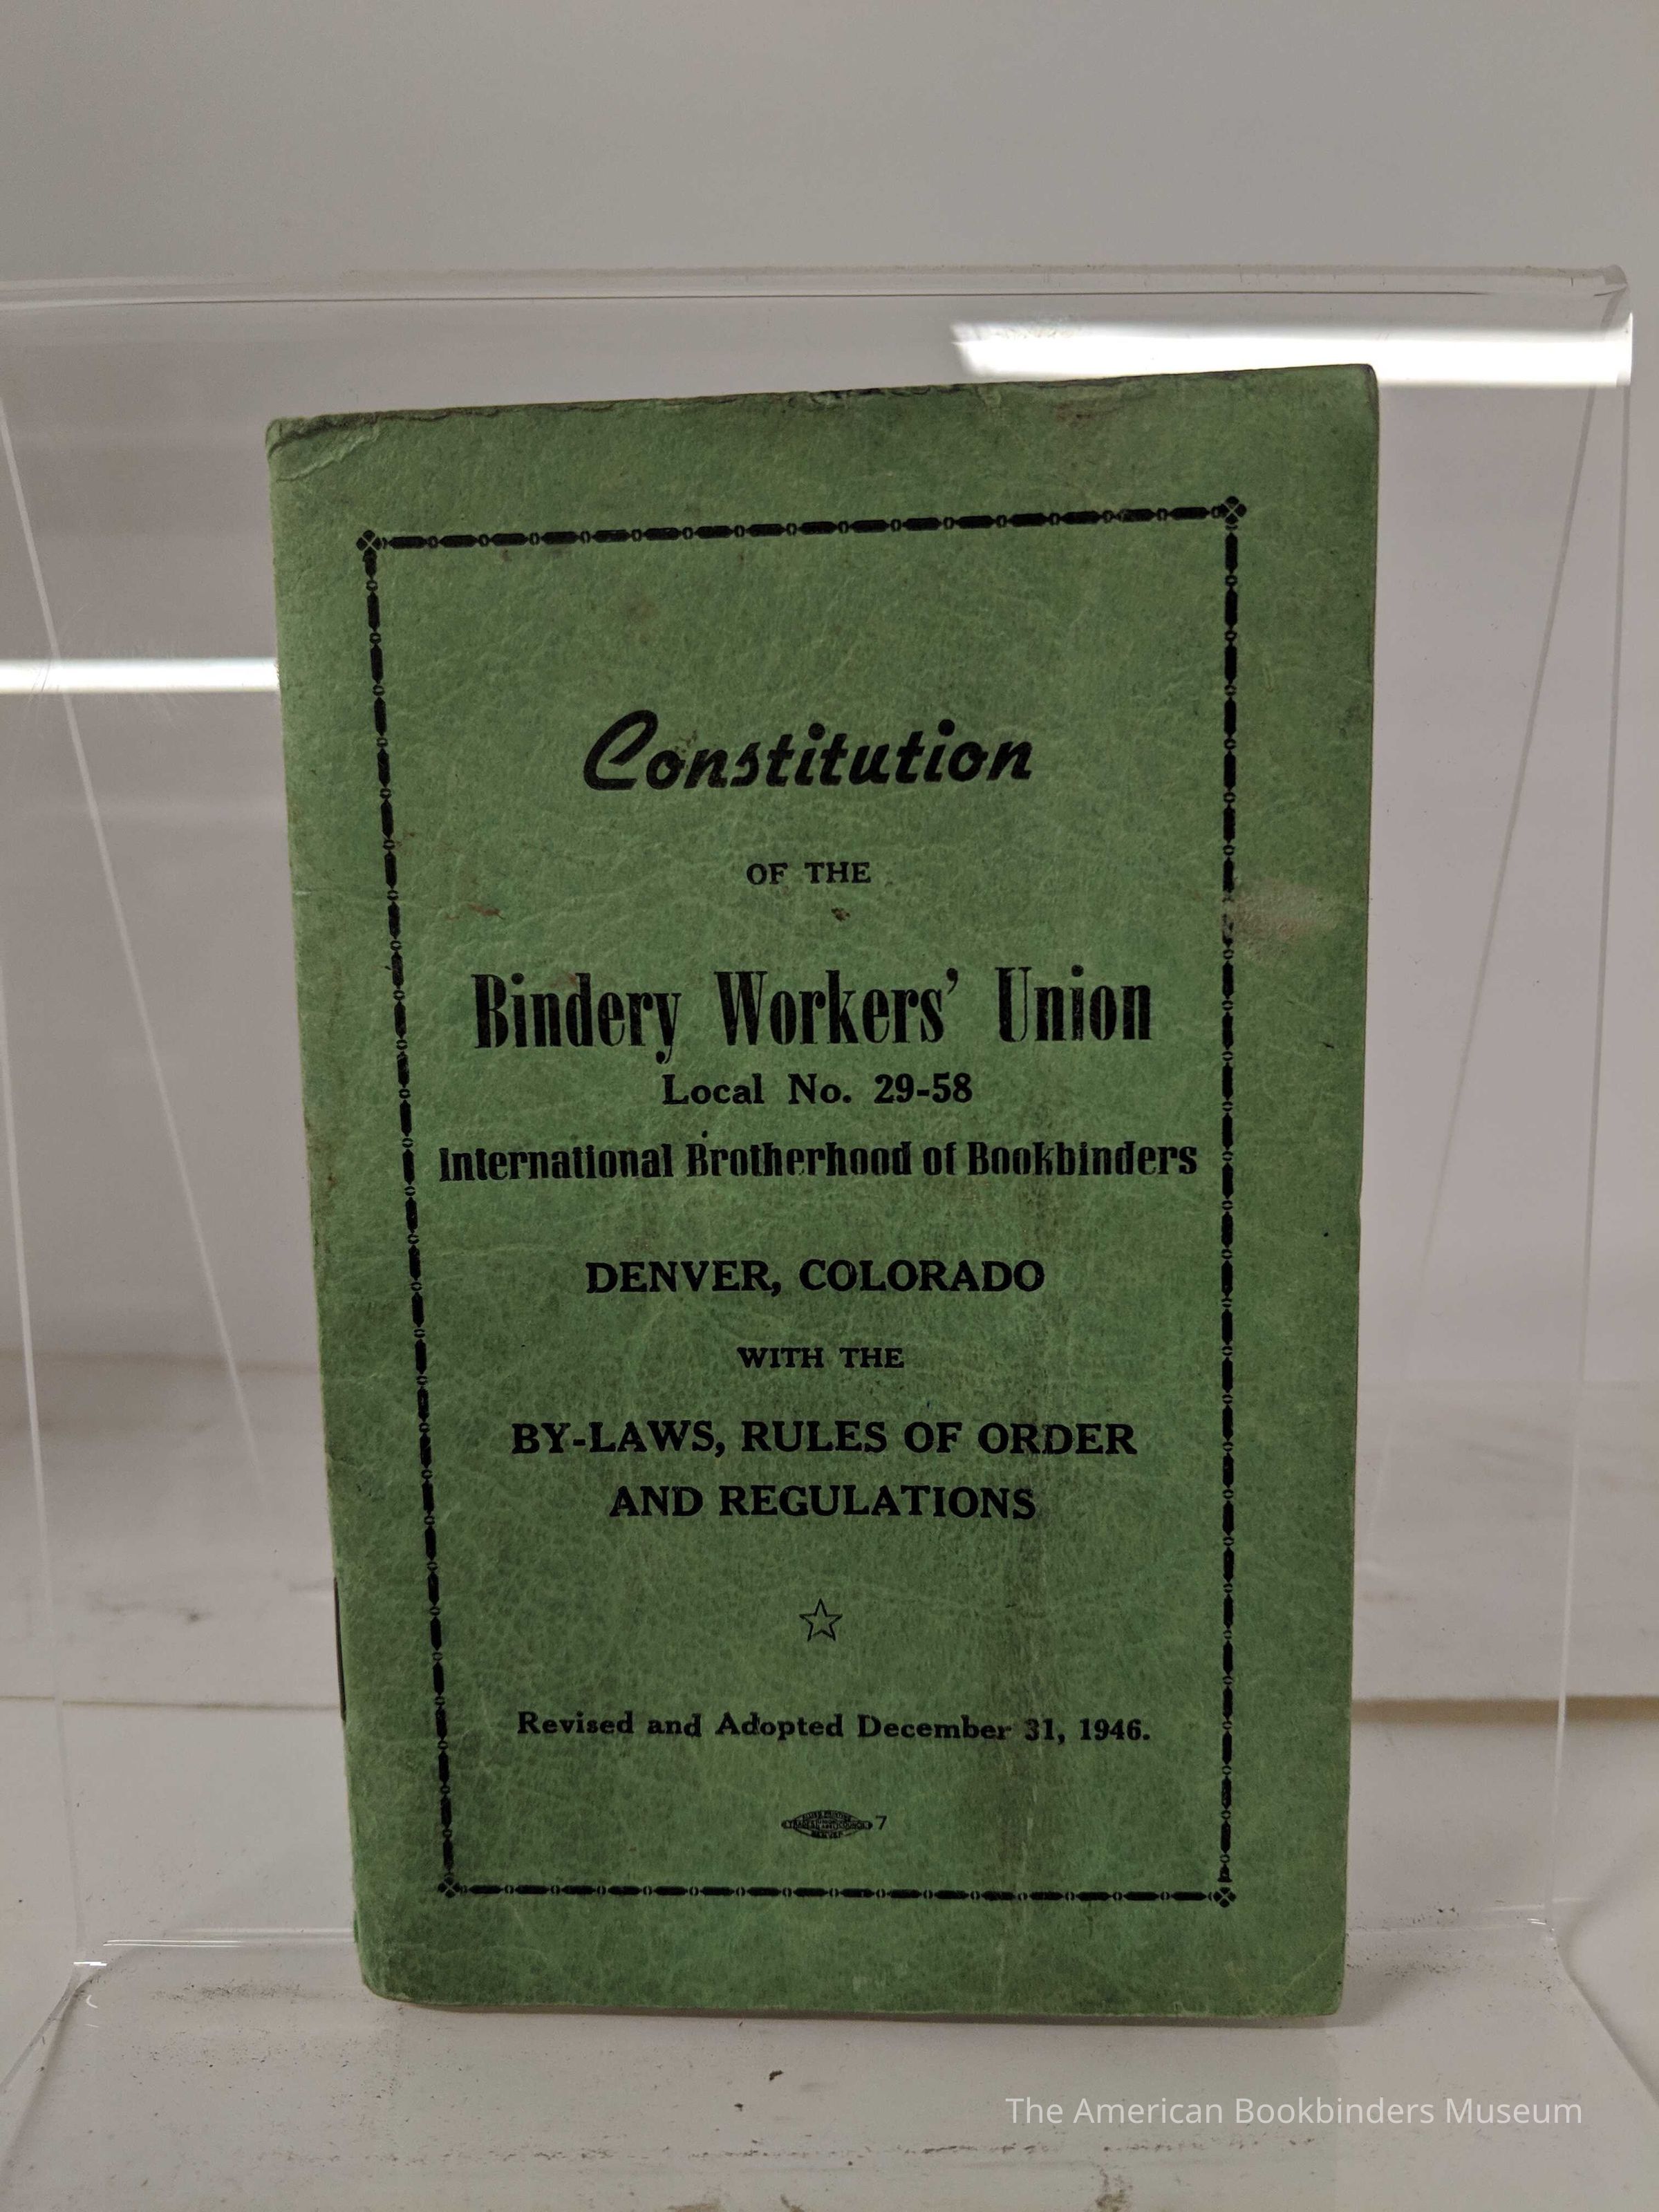 Constitution
OF THE
Bindery Workers' Union
Local No. 29-58
International Brotherhood of Bookbinders
DENVER, COLORADO
WITH THE
BY-LAWS, RULES OF ORDER
AND REGULATIONS
Revised and Adopted December 31, 1946.
7
The American Bookbinders Museum